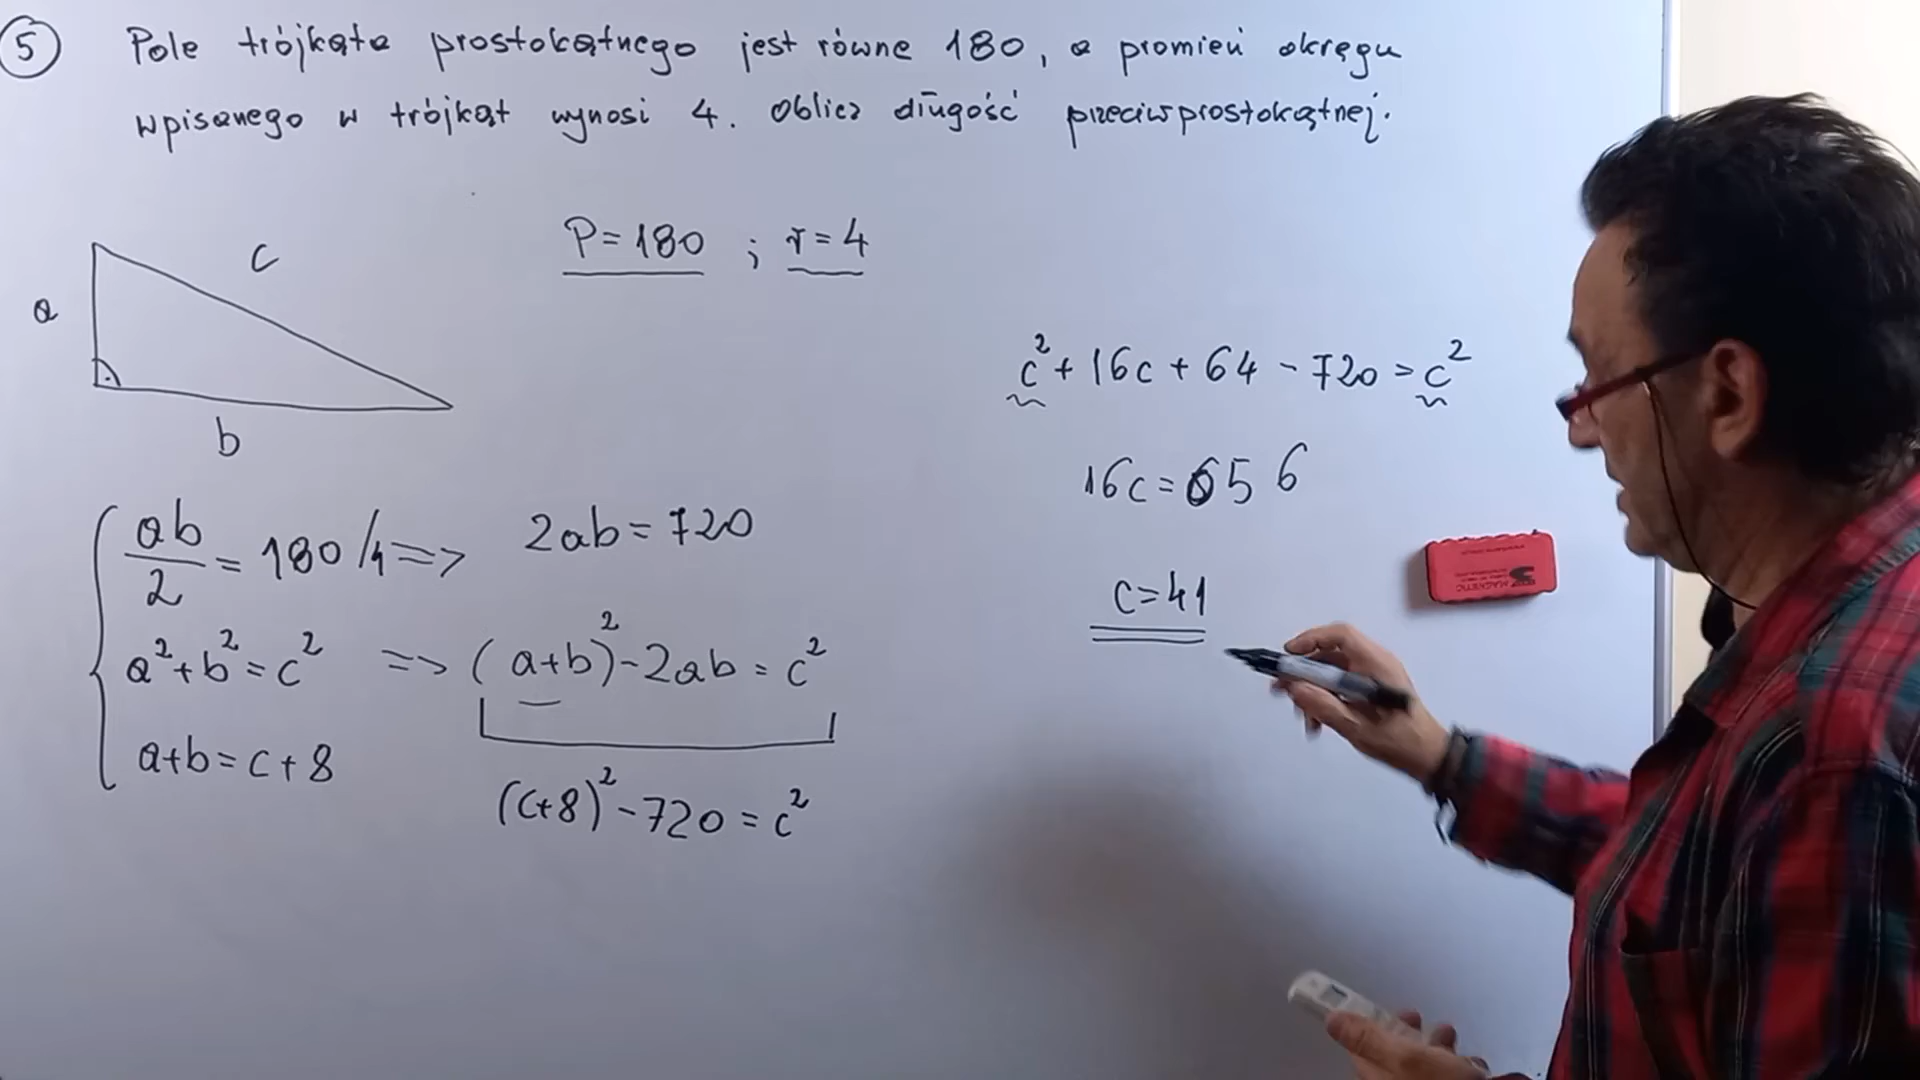 5 Pole trójkąta prostokątnego jest równe 180, a promień okręgu
wpisanego w trójkąt wynosi 4. Oblicz długość przeciwprostokątnej.
P=180 ; r=4
c
a
b
c²+16c+64-720=c²
16c=656
c=41
ab/2=180 /4 => 2ab=720
a²+b²=c² => (a+b)²-2ab=c²
a+b=c+8
(c+8)²-720=c²
MAGNETIC